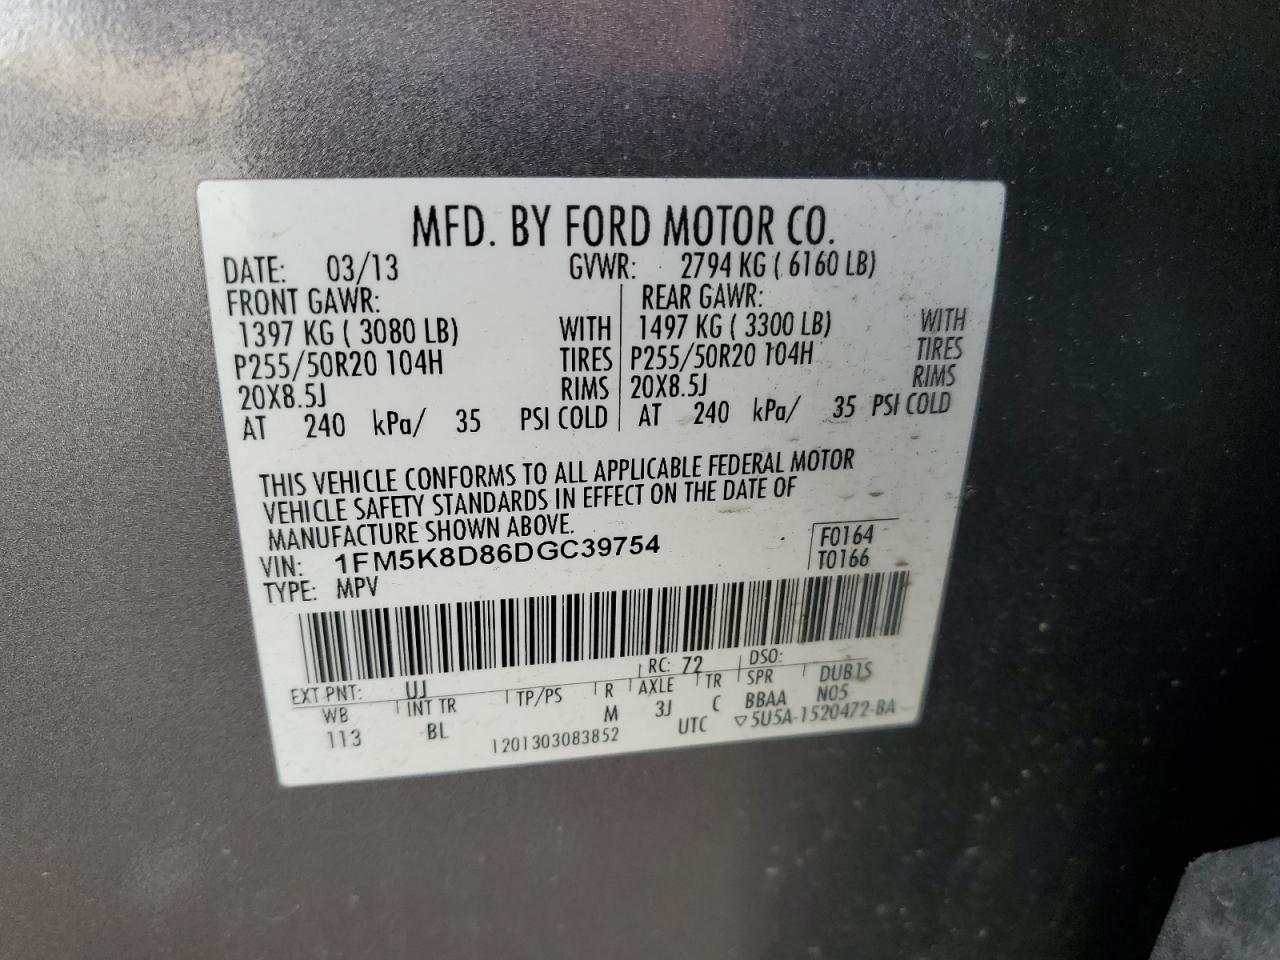 MFD. BY FORD MOTOR CO.
DATE: 03/13 GVWR: 2794 KG ( 6160 LB)
FRONT GAWR: REAR GAWR:
1397 KG ( 3080 LB) WITH 1497 KG ( 3300 LB) WITH
P255/50R20 104H TIRES P255/50R20 104H TIRES
20X8.5J RIMS 20X8.5J RIMS
AT 240 kPa/ 35 PSI COLD AT 240 kPa/ 35 PSI COLD
THIS VEHICLE CONFORMS TO ALL APPLICABLE FEDERAL MOTOR
VEHICLE SAFETY STANDARDS IN EFFECT ON THE DATE OF
MANUFACTURE SHOWN ABOVE.
VIN: 1FM5K8D86DGC39754 F0164
TYPE: MPV T0166
RC: 72 DSO:
EXT PNT: UJ
WB INT TR TP/PS R AXLE TR SPR DUB1S
113 BL M 3J C BBAA N05
1201303083852 UTC ▽5U5A-1520472-BA